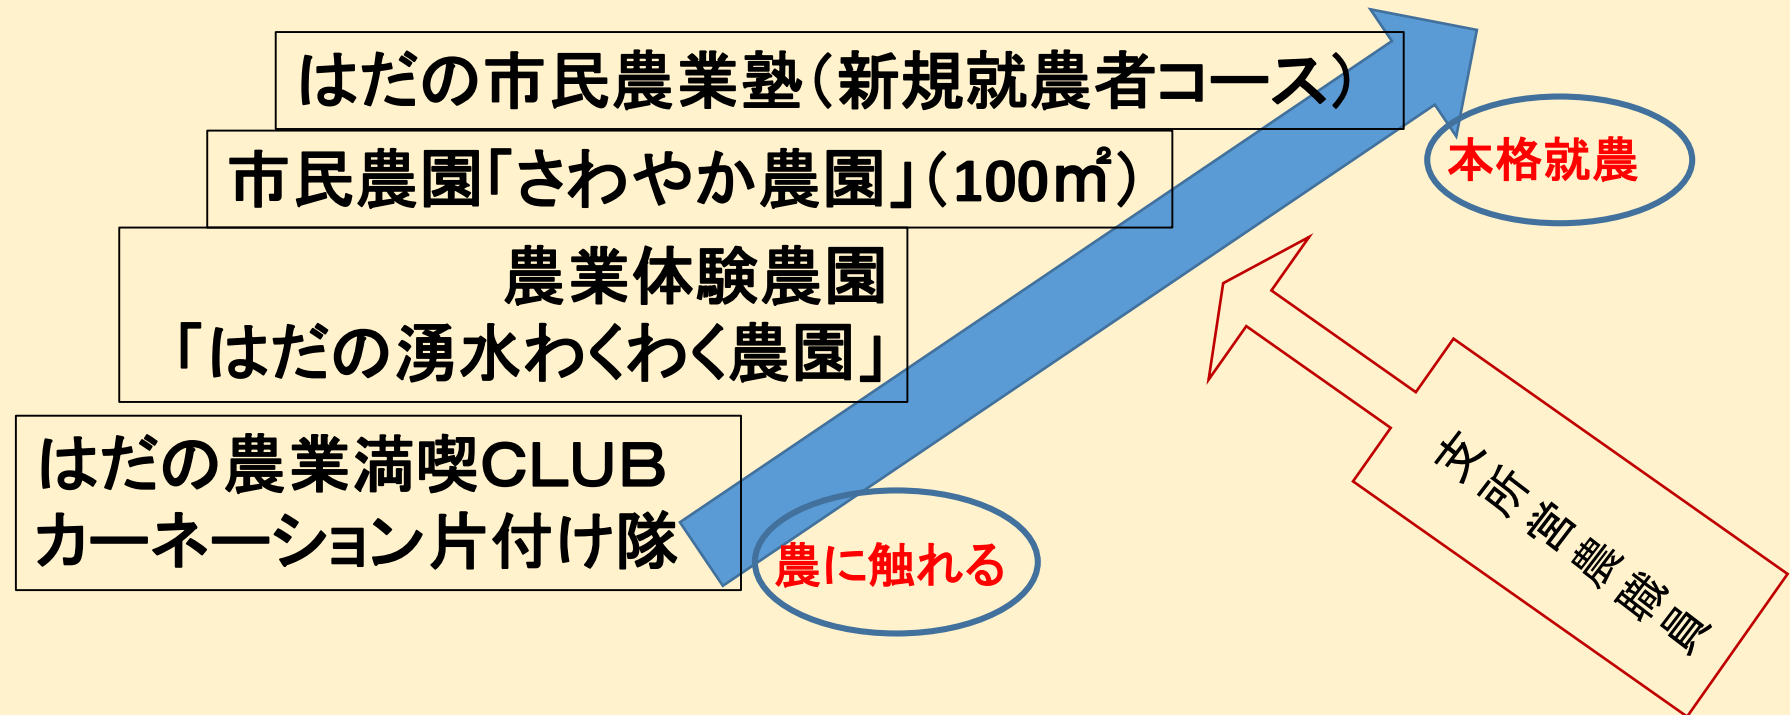 はだの市民農業塾（新規就農者コース）
市民農園「さわやか農園」（100㎡）
本格就農
農業体験農園
「はだの湧水わくわく農園」
はだの農業満喫CLUB
カーネーション片付け隊
農に触れる
支所営農職員